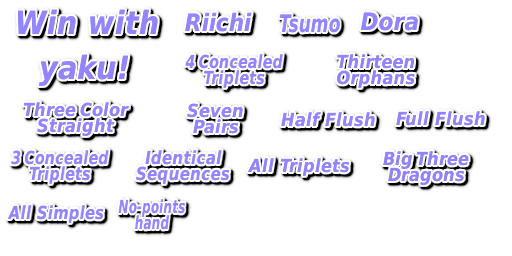 Win with
yaku!
Riichi
Tsumo
Dora
4 Concealed
Triplets
Thirteen
Orphans
Three Color
Straight
Seven
Pairs
Half Flush
Full Flush
3 Concealed
Triplets
Identical
Sequences
All Triplets
Big Three
Dragons
All Simples
No-points
hand